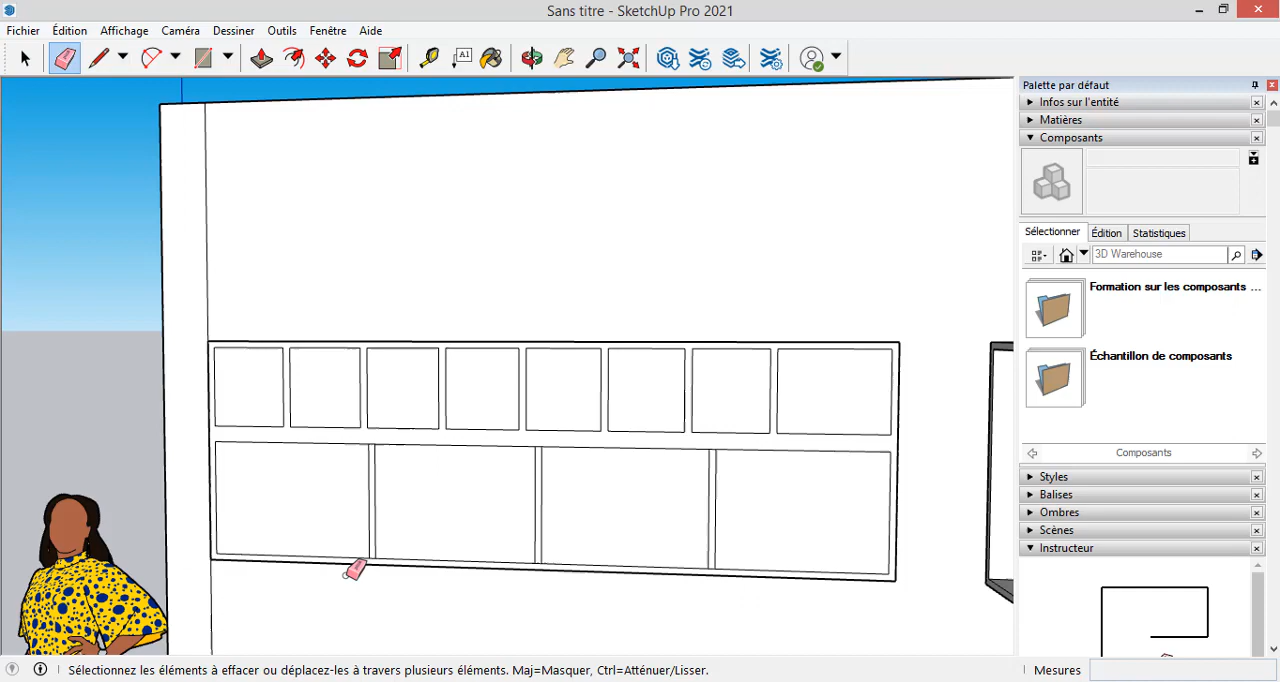 Sans titre - SketchUp Pro 2021
Fichier Édition Affichage Caméra Dessiner Outils Fenêtre Aide
A1
Palette par défaut
Infos sur l'entité
Matières
Composants
Sélectionner Édition Statistiques
3D Warehouse
Formation sur les composants ...
Échantillon de composants
Composants
Styles
Balises
Ombres
Scènes
Instructeur
Sélectionnez les éléments à effacer ou déplacez-les à travers plusieurs éléments. Maj=Masquer, Ctrl=Atténuer/Lisser.
Mesures